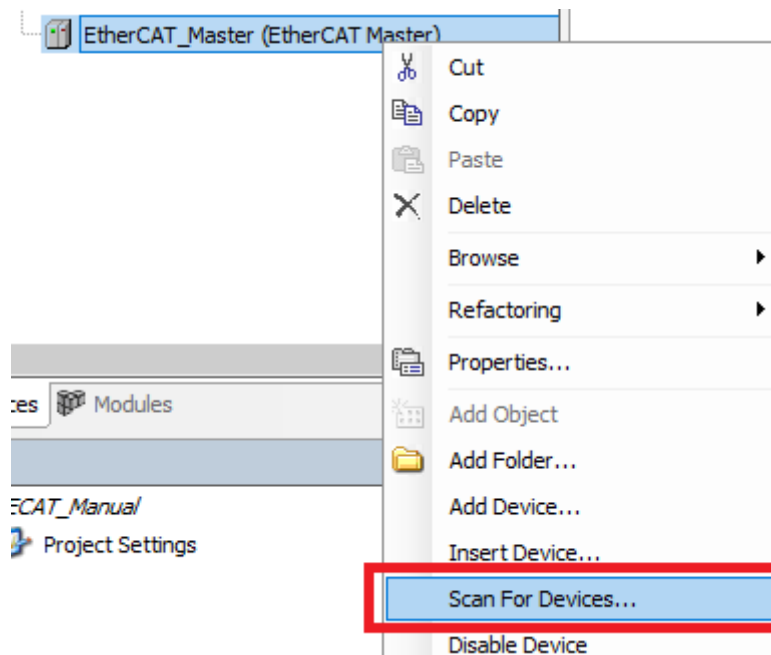 EtherCAT_Master (EtherCAT Master)
Cut
Copy
Paste
Delete
Browse
Refactoring
Properties...
Modules
Add Object
Add Folder...
ECAT_Manual
Add Device...
Project Settings
Insert Device...
Scan For Devices...
Disable Device